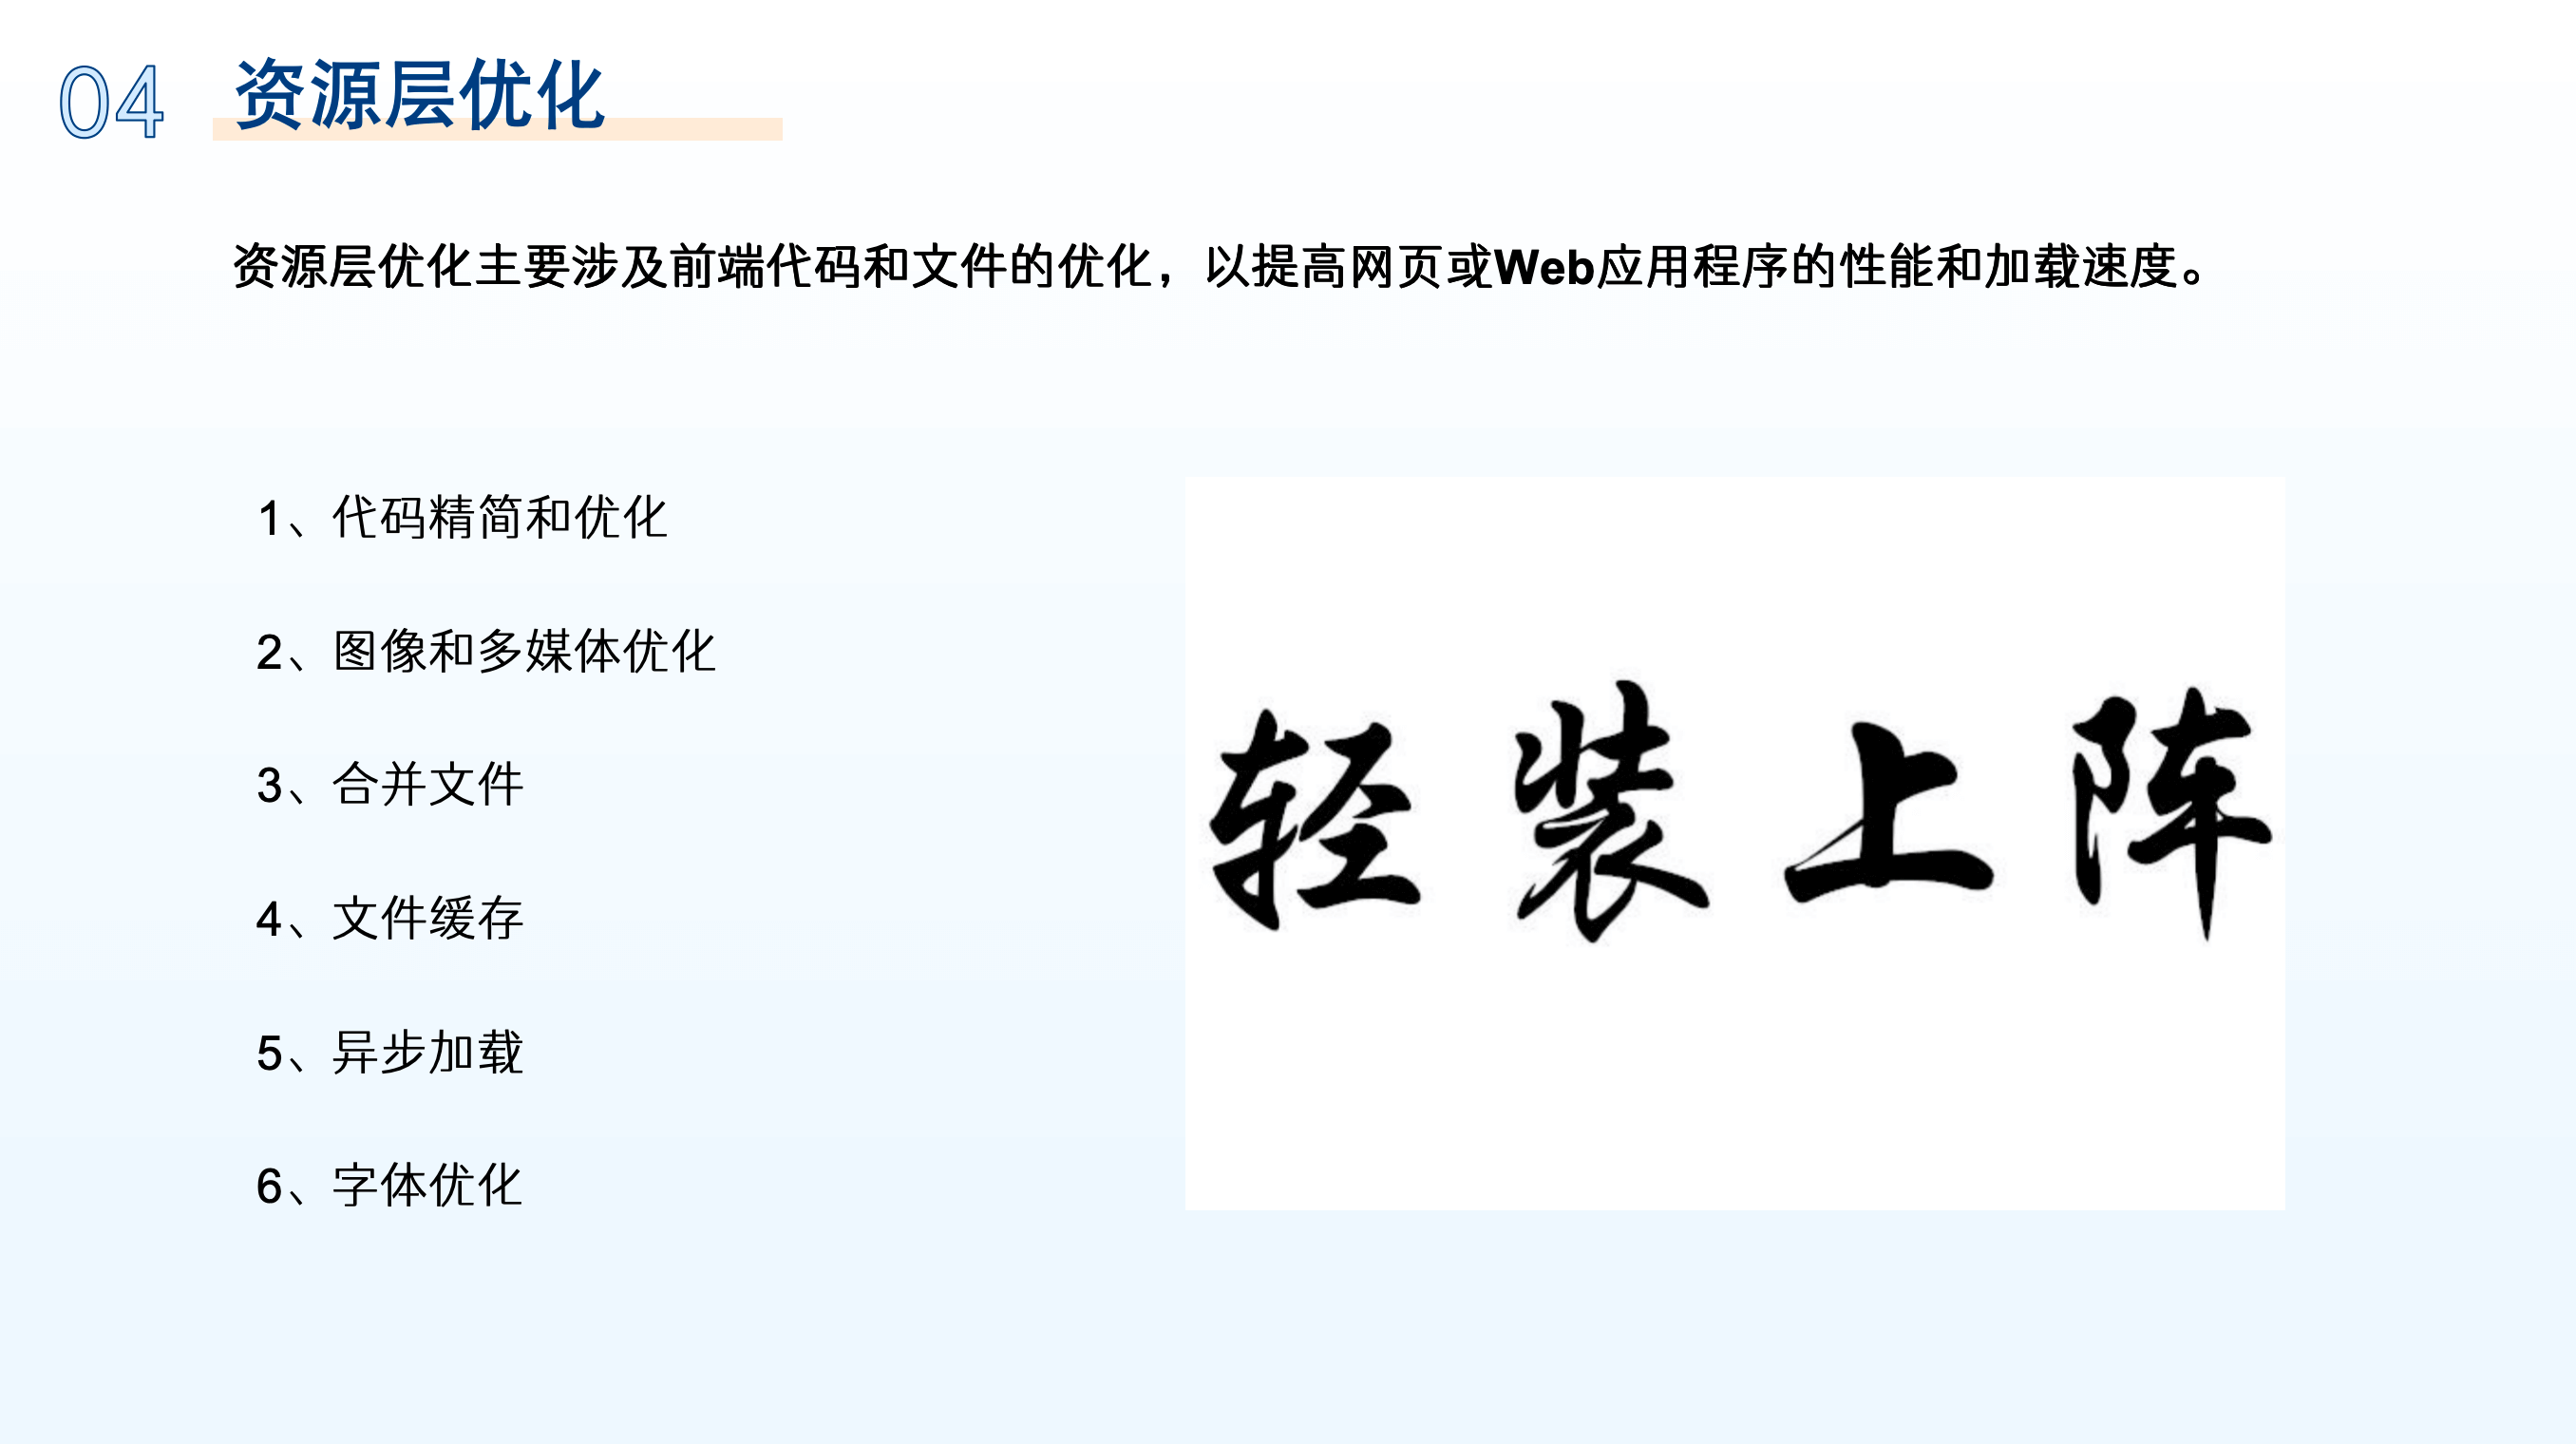 04 资源层优化
资源层优化主要涉及前端代码和文件的优化，以提高网页或Web应用程序的性能和加载速度。
1、代码精简和优化
2、图像和多媒体优化
3、合并文件
4、文件缓存
5、异步加载
6、字体优化
轻装上阵